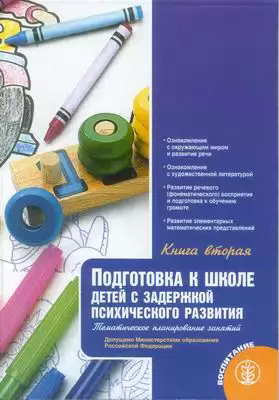 • Ознакомление
с окружающим миром
и развитие речи
• Ознакомление
с художественной литературой
• Развитие речевого
(фонематического) восприятия
и подготовка к обучению
грамоте
• Развитие элементарных
математических представлений
Книга вторая
Подготовка к школе
детей с задержкой
психического развития
Тематическое планирование занятий
Допущено Министерством образования
Российской Федерации
ВОСПИТАНИЕ